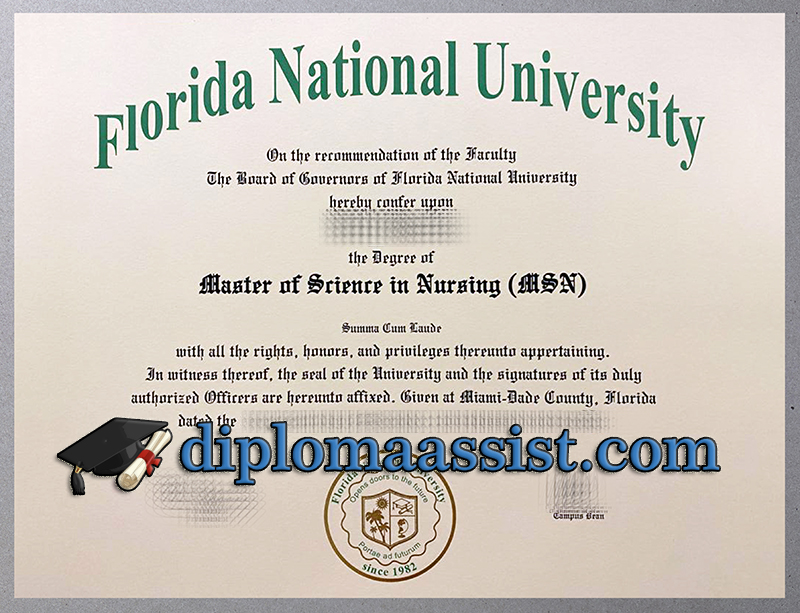 Florida National University
On the recommendation of the Faculty
The Board of Governors of Florida National University
hereby confer upon
the Degree of
Master of Science in Nursing (MSN)
Summa Cum Laude
with all the rights, honors, and privileges thereunto appertaining.
In witness thereof, the seal of the University and the signatures of its duly
authorized Officers are hereunto affixed. Given at Miami-Dade County, Florida
dated the
diplomaassist.com
Florida University
Opens doors to the future
Portae ad futurum
since 1982
Campus Dean